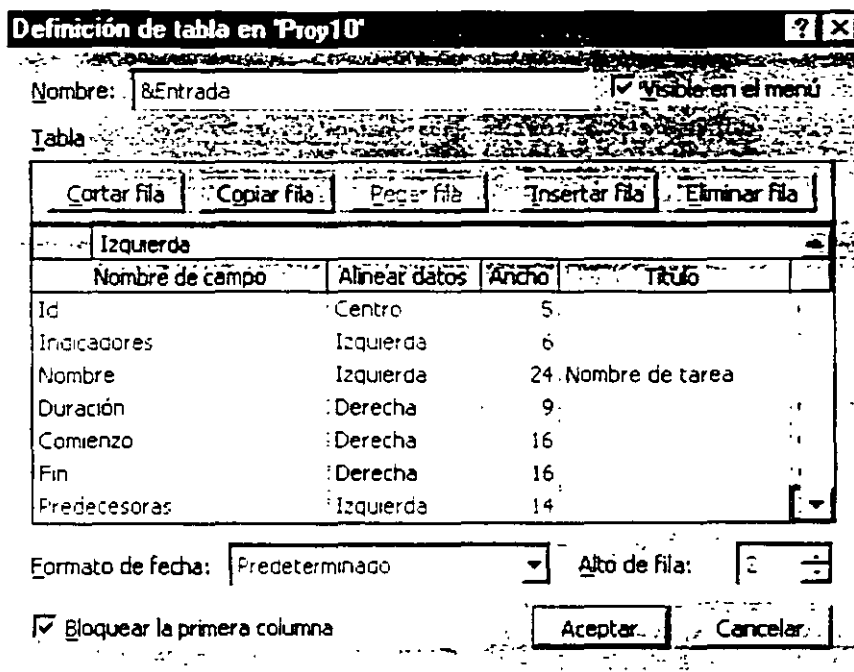 Definición de tabla en 'Proy10'
Nombre: &Entrada Visible en el menú
Tabla
Cortar fila Copiar fila Pegar fila Insertar fila Eliminar fila
Izquierda
Nombre de campo Alinear datos Ancho Título
Id Centro 5
Indicadores Izquierda 6
Nombre Izquierda 24 Nombre de tarea
Duración Derecha 9
Comienzo Derecha 16
Fin Derecha 16
Predecesoras Izquierda 14
Formato de fecha: Predeterminado Alto de fila:
Bloquear la primera columna Aceptar Cancelar